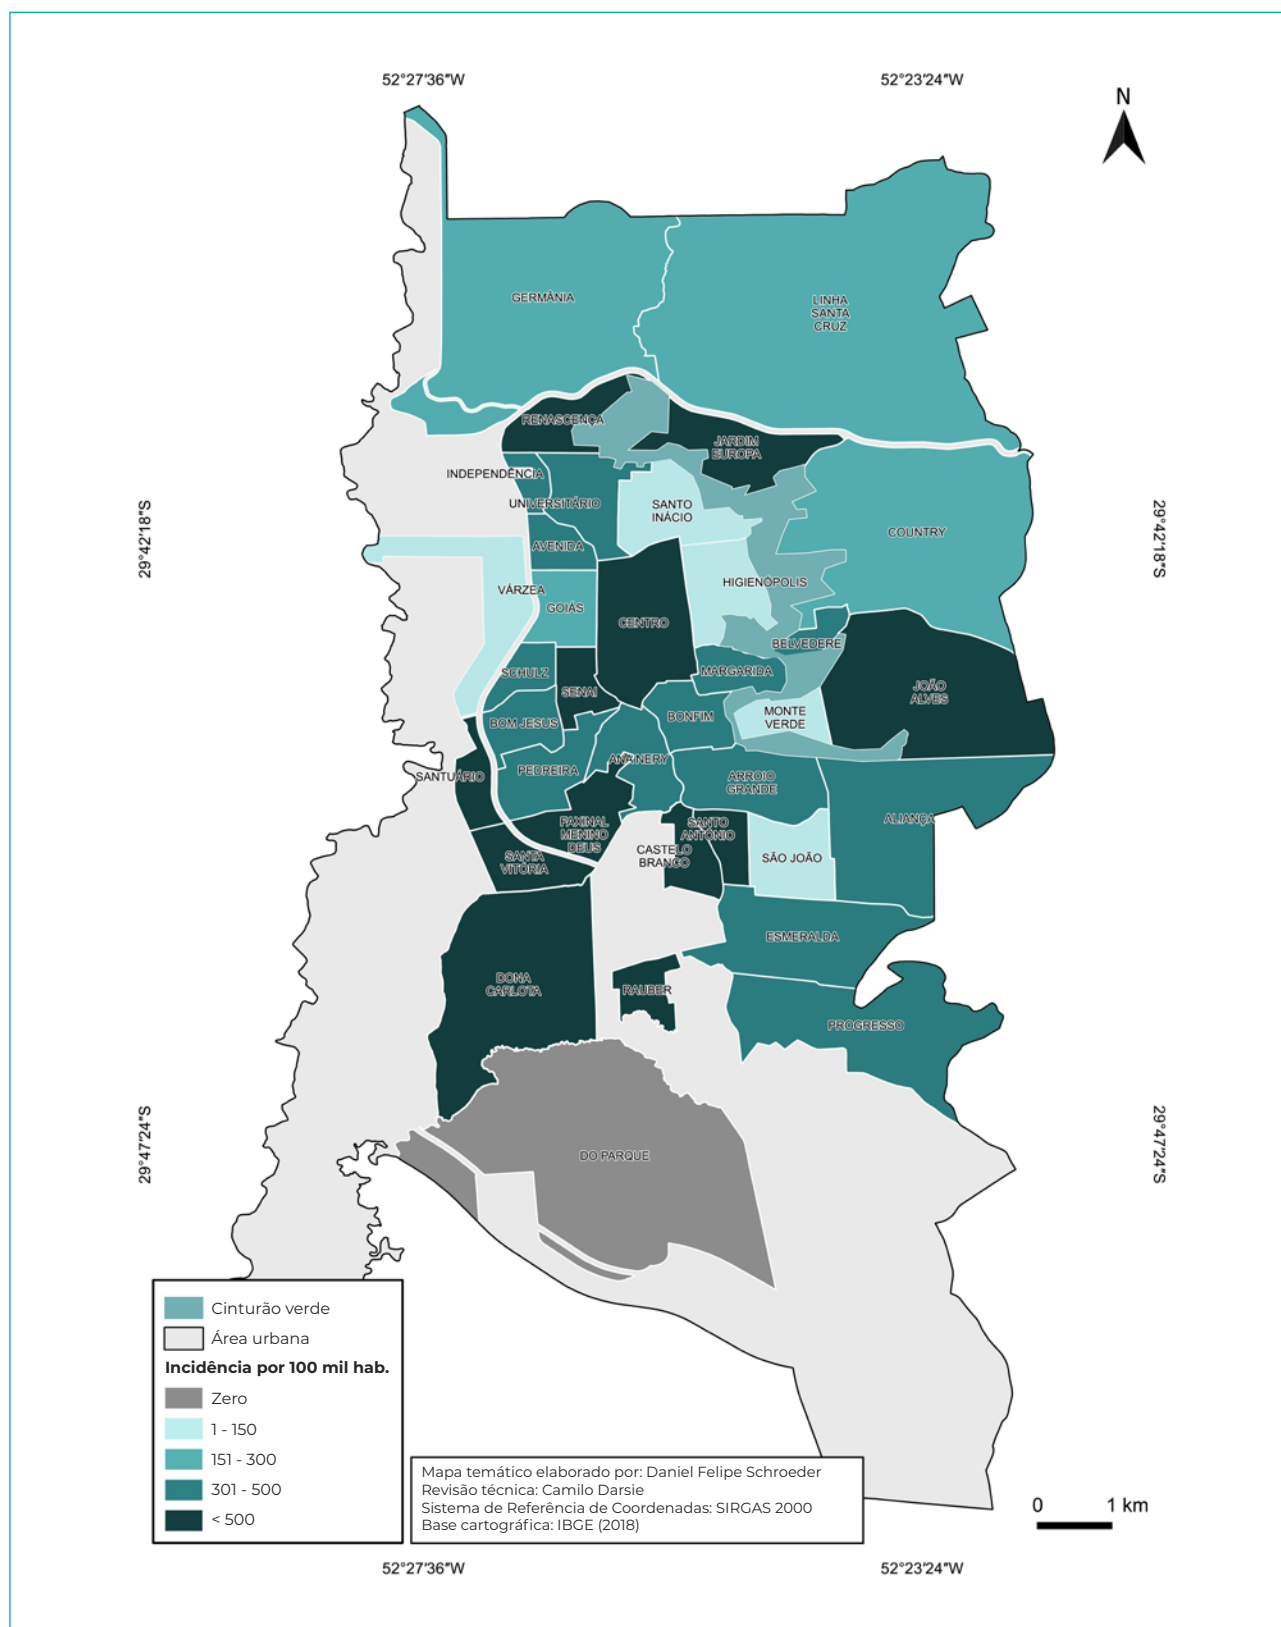 52°27'36"W
52°23'24"W
N
GERMÂNIA
LINHA
SANTA
CRUZ
RENASCENÇA
JARDIM
EUROPA
INDEPENDÊNCIA
UNIVERSITÁRIO
SANTO
INÁCIO
29°42'18"S
29°42'18"S
COUNTRY
AVENIDA
VÁRZEA
HIGIENÓPOLIS
GOIÁS
CENTRO
BELVEDERE
SCHULZ
MARGARIDA
SENAI
JOÃO
ALVES
BOM JESUS
BONFIM
MONTE
VERDE
ANA NERY
PEDREIRA
SANTUÁRIO
ARROIO
GRANDE
ALIANÇA
FAXINAL
MENINO
DEUS
SANTO
ANTÔNIO
CASTELO
BRANCO
SÃO JOÃO
SANTA
VITÓRIA
ESMERALDA
DONA
CARLOTA
RAUBER
PROGRESSO
29°47'24"S
29°47'24"S
DO PARQUE
Cinturão verde
Área urbana
Incidência por 100 mil hab.
Zero
1 - 150
151 - 300
301 - 500
< 500
Mapa temático elaborado por: Daniel Felipe Schroeder
Revisão técnica: Camilo Darsie
Sistema de Referência de Coordenadas: SIRGAS 2000
Base cartográfica: IBGE (2018)
0 1 km
52°27'36"W
52°23'24"W